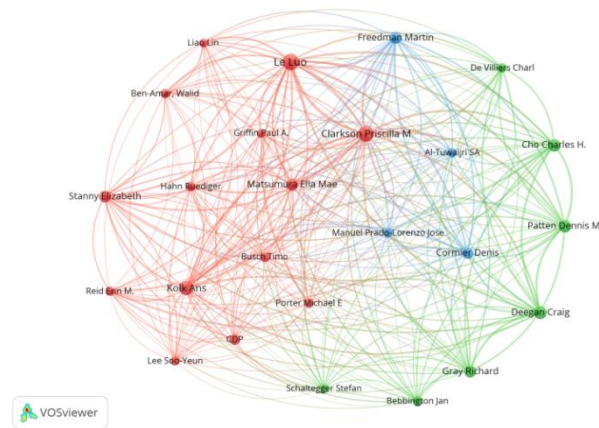 Liao Lin
Freedman Martin
Le Luo
De Villiers Charl
Ben-Amar, Walid
Griffin Paul A.
Clarkson Priscilla M
Cho Charles H.
Al-Tuwaijri SA
Hahn Ruediger
Matsumura Ella Mae
Stanny Elizabeth
Patten Dennis M
Manuel Prado-Lorenzo Jose
Busch Timo
Cormier Denis
Reid Erin M.
Kolk Ans
Porter Michael E
Deegan Craig
CDP
Lee Soo-Yeun
Gray Richard
Schaltegger Stefan
Bebbington Jan
VOSviewer